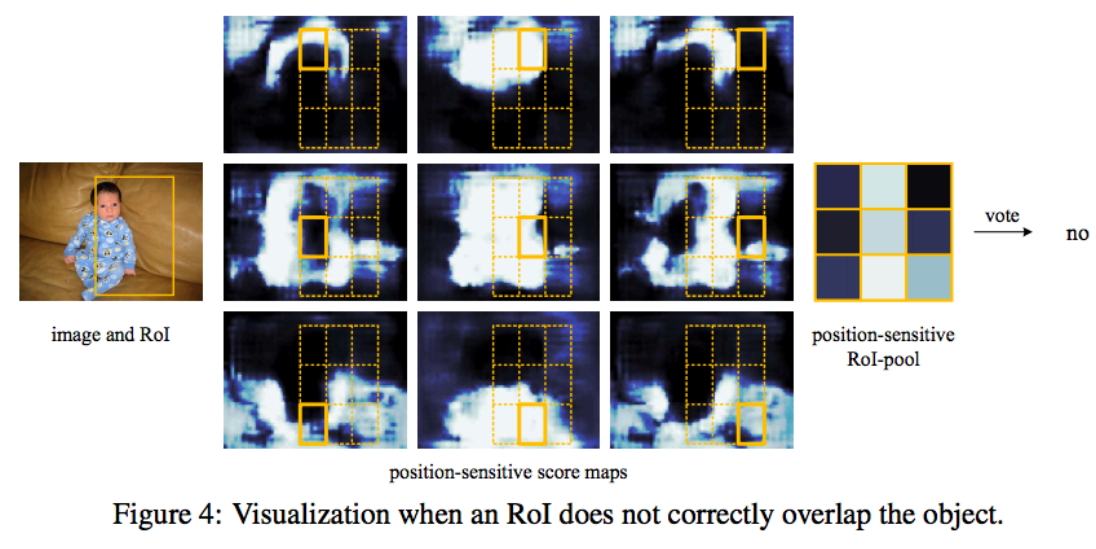 image and RoI
position-sensitive score maps
position-sensitive
RoI-pool
vote
no
Figure 4: Visualization when an RoI does not correctly overlap the object.